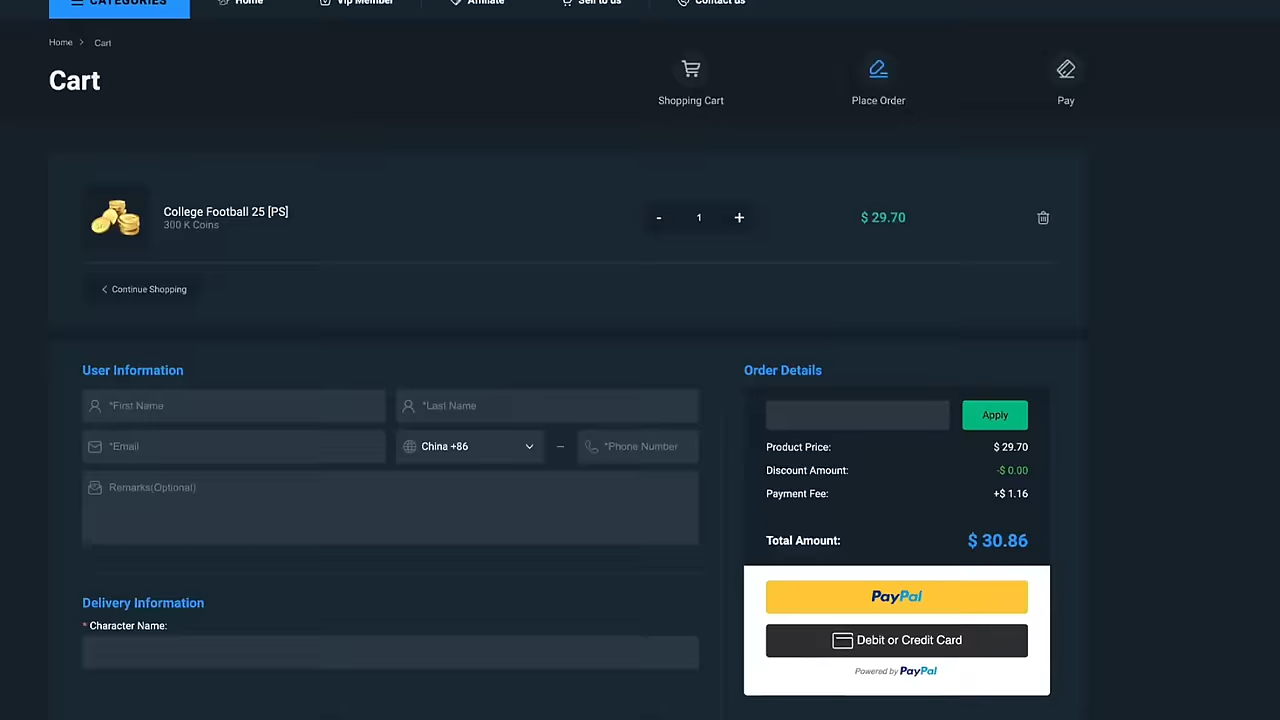 CATEGORIES
Home
Vip Member
Affiliate
Sell to us
Contact us
Home > Cart
Cart
Shopping Cart
Place Order
Pay
College Football 25 [PS]
300 K Coins
- 1 +
$ 29.70
< Continue Shopping
User Information
*First Name
*Last Name
*Email
China +86
–
*Phone Number
Remarks(Optional)
Delivery Information
* Character Name:
Order Details
Apply
Product Price: $ 29.70
Discount Amount: -$ 0.00
Payment Fee: +$ 1.16
Total Amount: $ 30.86
PayPal
Debit or Credit Card
Powered by PayPal